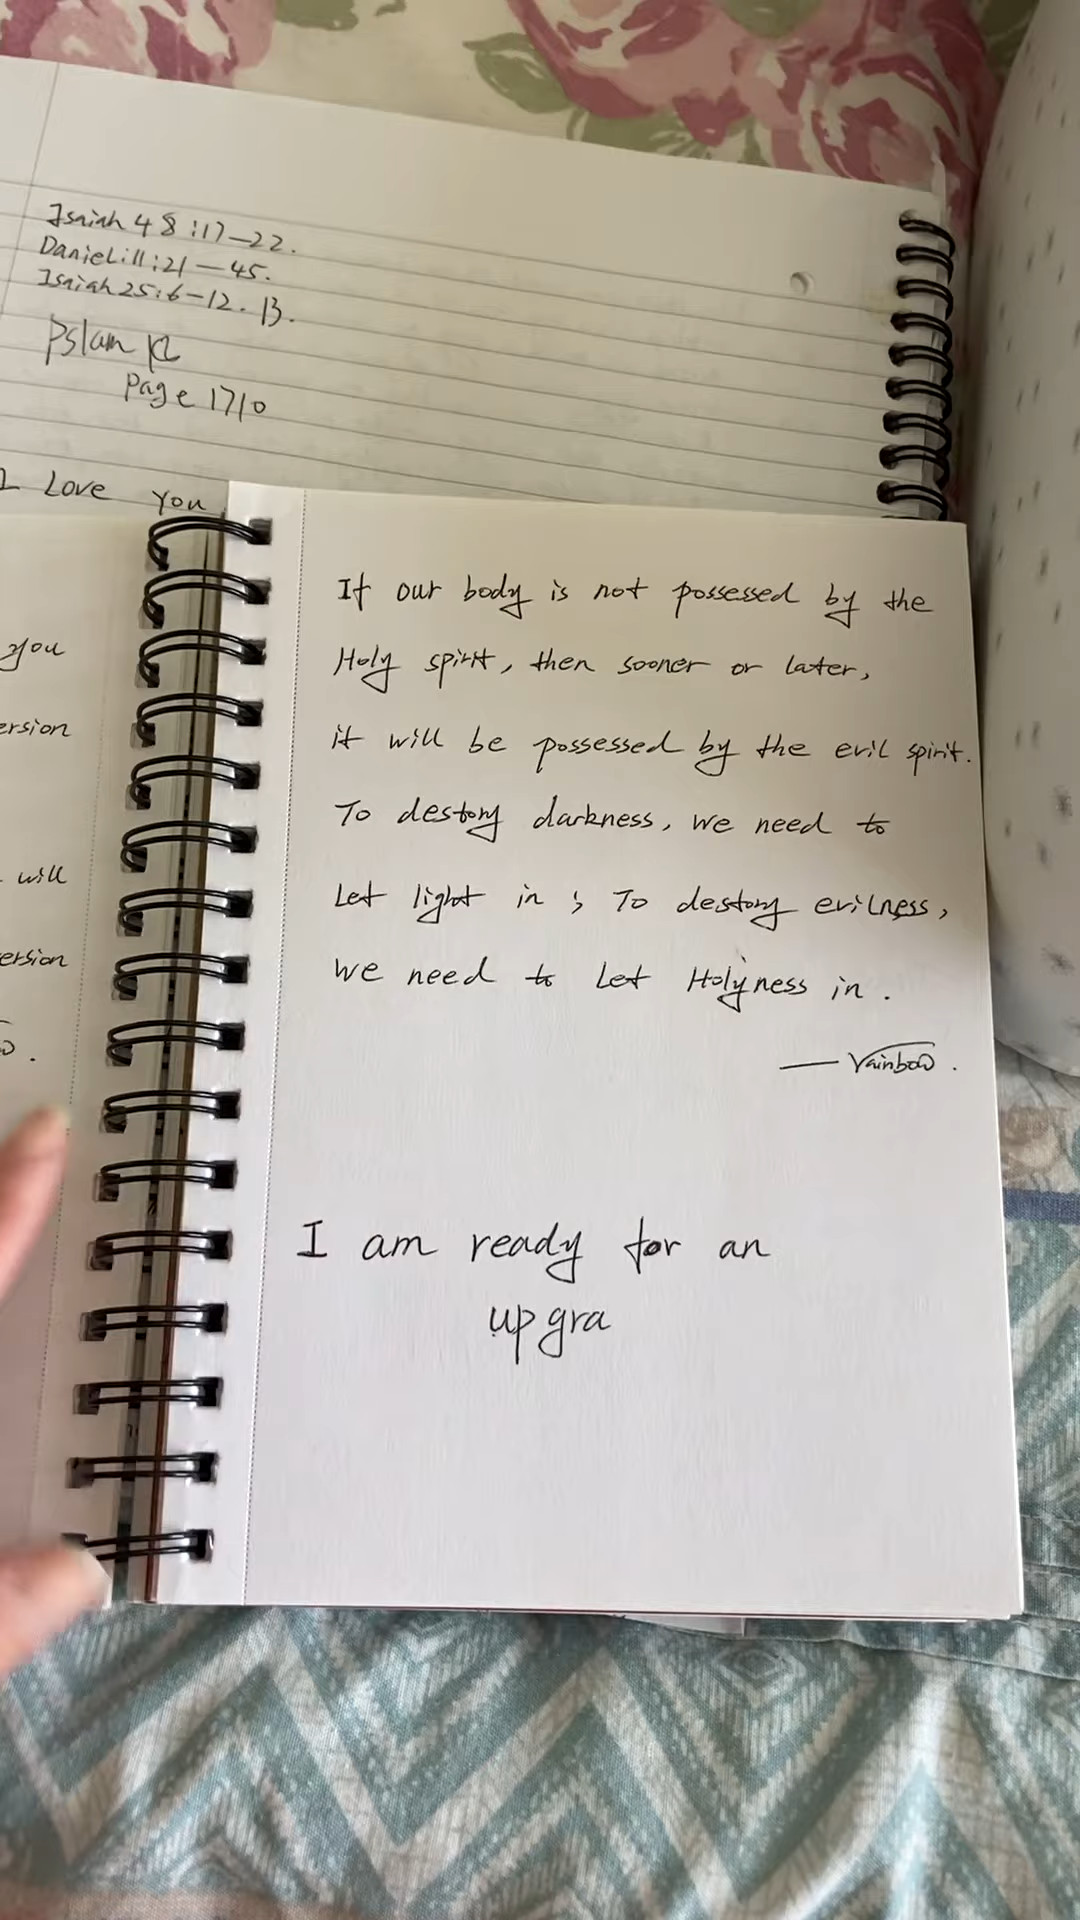 Isaiah 48:17-22.
Daniel:11:21-45.
Isaiah 25:6-12. 13.
Pslam
Page 1710
I Love you
you
ersion
will
ersion
If our body is not possessed by the
Holy spirit, then sooner or later,
it will be possessed by the evil spirit.
To destory darkness, we need to
Let light in ; To destory evilness,
we need to Let Holyness in .
— rainbow .
I am ready for an
upgra